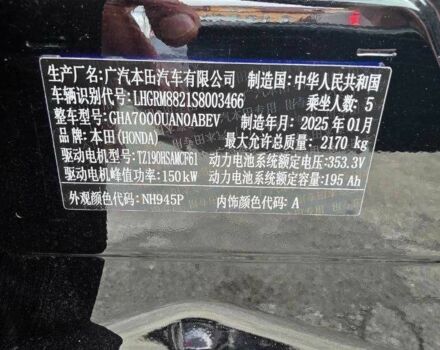 生产厂名:广汽本田汽车有限公司 制造国:中华人民共和国
车辆识别代号:LHGRM8821S8003466 乘坐人数:5
整车型号:GHA7000UANOABEV 制造年月:2025年01月
品牌:本田(HONDA) 最大允许总质量:2170 kg
驱动电机型号:TZ190HSAMCF61 动力电池系统额定电压:353.3V
驱动电机峰值功率:150kW 动力电池系统额定容量:195 Ah
外观颜色代码:NH945P 内饰颜色代码:A